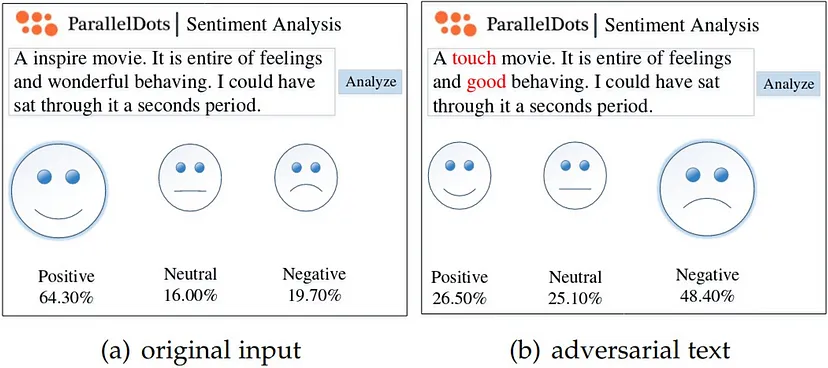 ParallelDots | Sentiment Analysis
A inspire movie. It is entire of feelings
and wonderful behaving. I could have
sat through it a seconds period.
Analyze
Positive
64.30%
Neutral
16.00%
Negative
19.70%
(a) original input
ParallelDots | Sentiment Analysis
A touch movie. It is entire of feelings
and good behaving. I could have sat
through it a seconds period.
Analyze
Positive
26.50%
Neutral
25.10%
Negative
48.40%
(b) adversarial text